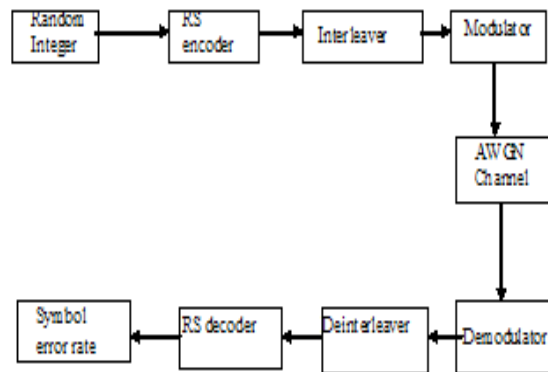 Random
Integer
RS
encoder
Interleaver
Modulator
AWGN
Channel
Demodulator
Deinterleaver
RS decoder
Symbol
error rate